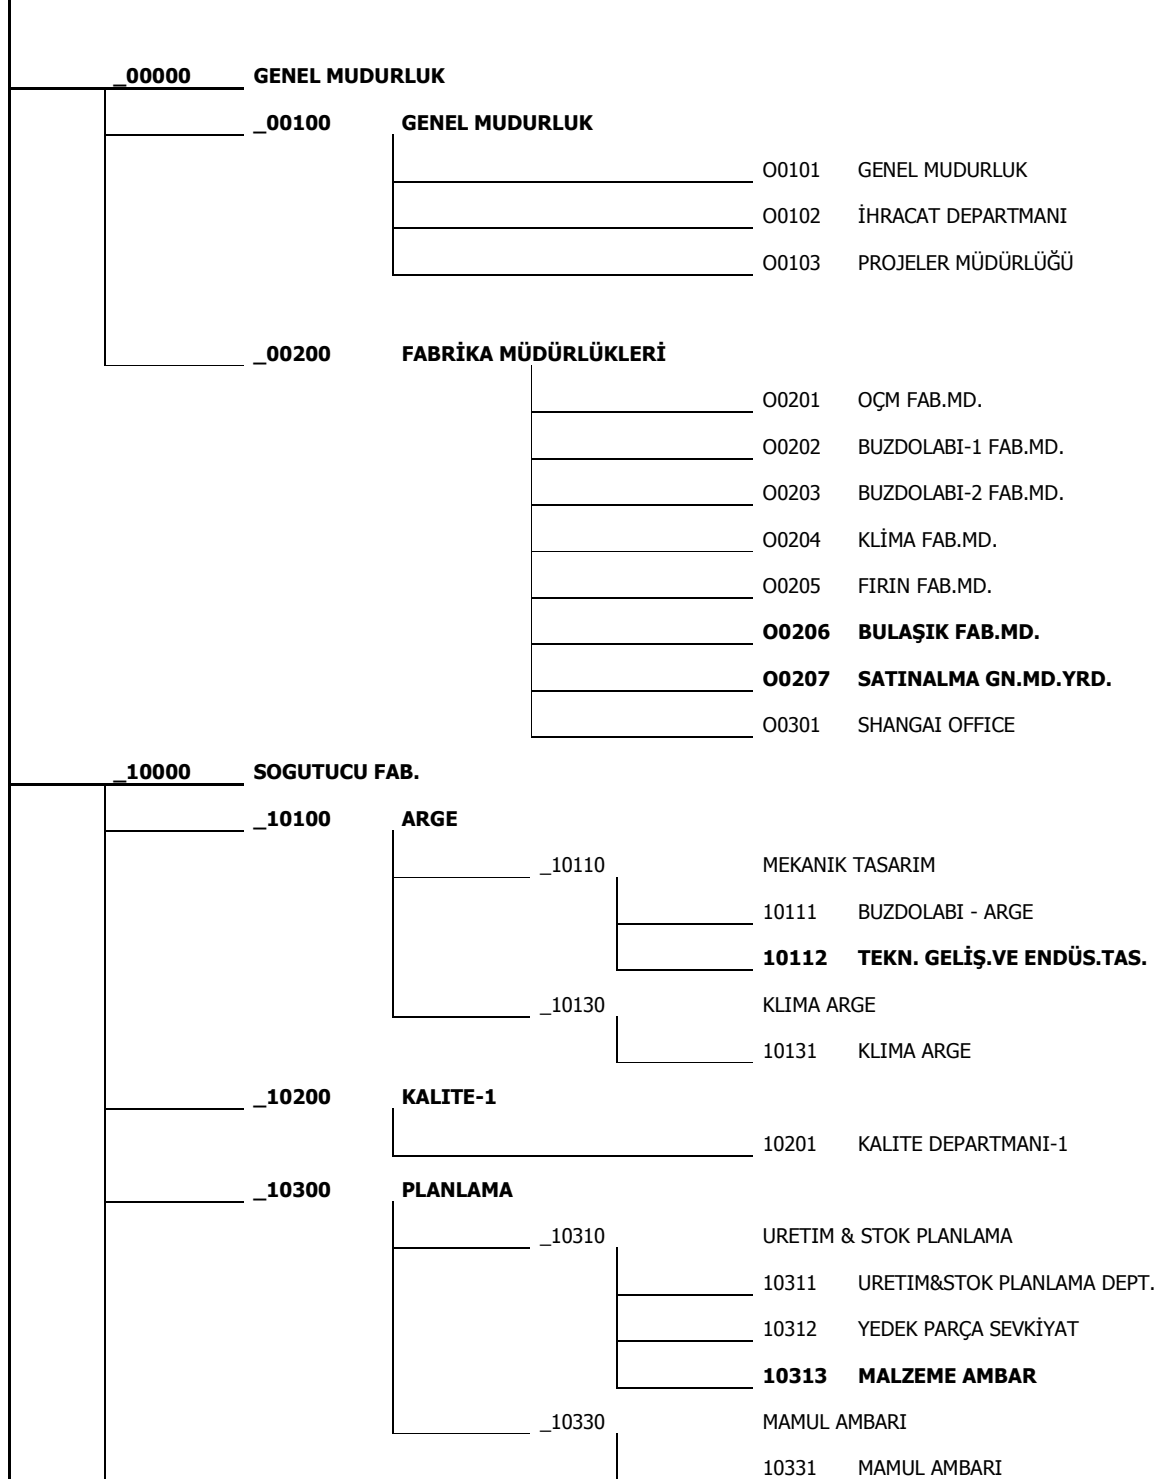 _00000 GENEL MUDURLUK
_00100 GENEL MUDURLUK
O0101 GENEL MUDURLUK
O0102 İHRACAT DEPARTMANI
O0103 PROJELER MÜDÜRLÜĞÜ
_00200 FABRİKA MÜDÜRLÜKLERİ
O0201 OÇM FAB.MD.
O0202 BUZDOLABI-1 FAB.MD.
O0203 BUZDOLABI-2 FAB.MD.
O0204 KLİMA FAB.MD.
O0205 FIRIN FAB.MD.
O0206 BULAŞIK FAB.MD.
O0207 SATINALMA GN.MD.YRD.
O0301 SHANGAI OFFICE
_10000 SOGUTUCU FAB.
_10100 ARGE
_10110 MEKANIK TASARIM
10111 BUZDOLABI - ARGE
10112 TEKN. GELİŞ.VE ENDÜS.TAS.
_10130 KLIMA ARGE
10131 KLIMA ARGE
_10200 KALITE-1
10201 KALITE DEPARTMANI-1
_10300 PLANLAMA
_10310 URETIM & STOK PLANLAMA
10311 URETIM&STOK PLANLAMA DEPT.
10312 YEDEK PARÇA SEVKİYAT
10313 MALZEME AMBAR
_10330 MAMUL AMBARI
10331 MAMUL AMBARI